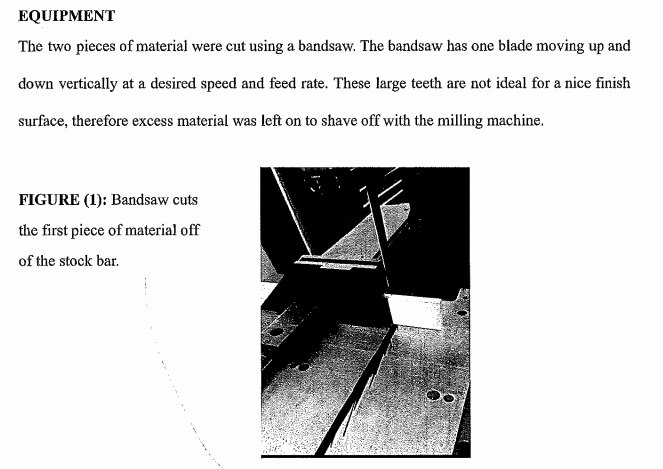 EQUIPMENT
The two pieces of material were cut using a bandsaw. The bandsaw has one blade moving up and
down vertically at a desired speed and feed rate. These large teeth are not ideal for a nice finish
surface, therefore excess material was left on to shave off with the milling machine.
FIGURE (1): Bandsaw cuts
the first piece of material off
of the stock bar.